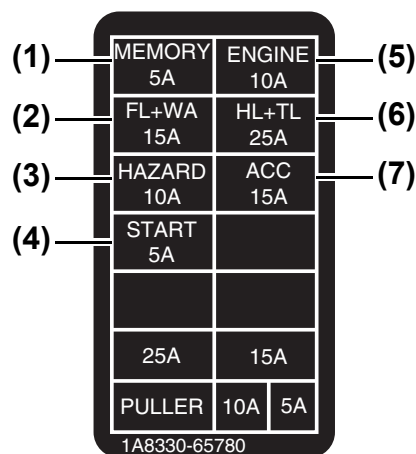 (1) MEMORY 5A ENGINE 10A (5)
(2) FL+WA 15A HL+TL 25A (6)
(3) HAZARD 10A ACC 15A (7)
(4) START 5A
25A 15A
PULLER 10A 5A
1A8330-65780